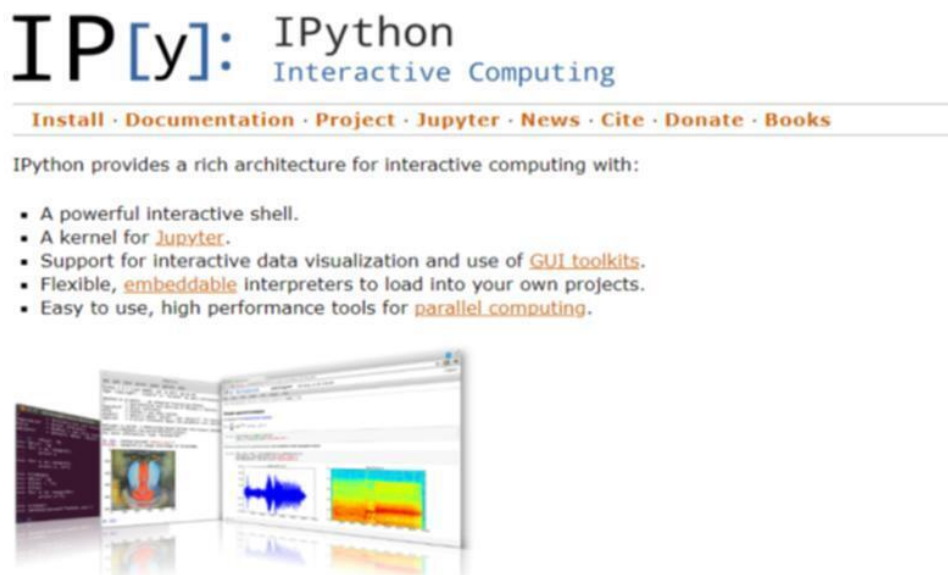 IP[y]:
IPython
Interactive Computing
Install · Documentation · Project · Jupyter · News · Cite · Donate · Books
IPython provides a rich architecture for interactive computing with:
▪ A powerful interactive shell.
▪ A kernel for Jupyter.
▪ Support for interactive data visualization and use of GUI toolkits.
▪ Flexible, embeddable interpreters to load into your own projects.
▪ Easy to use, high performance tools for parallel computing.